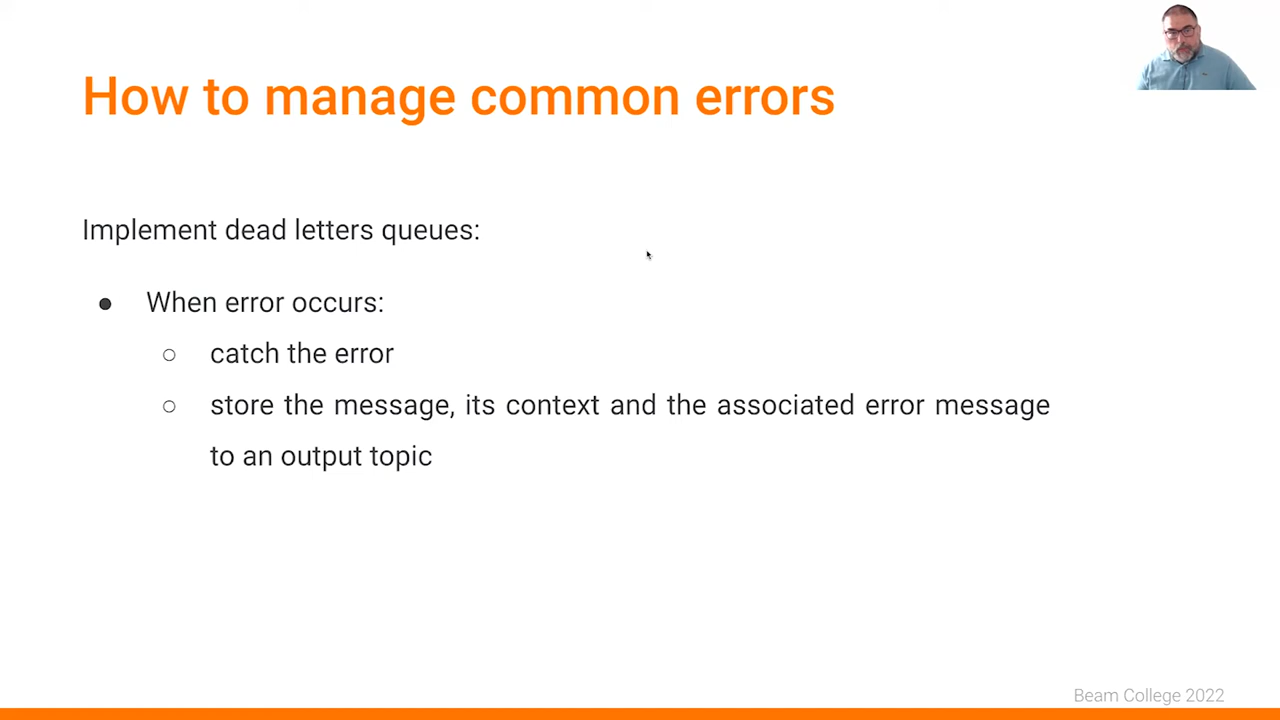 How to manage common errors
Implement dead letters queues:
● When error occurs:
○ catch the error
○ store the message, its context and the associated error message
to an output topic
Beam College 2022